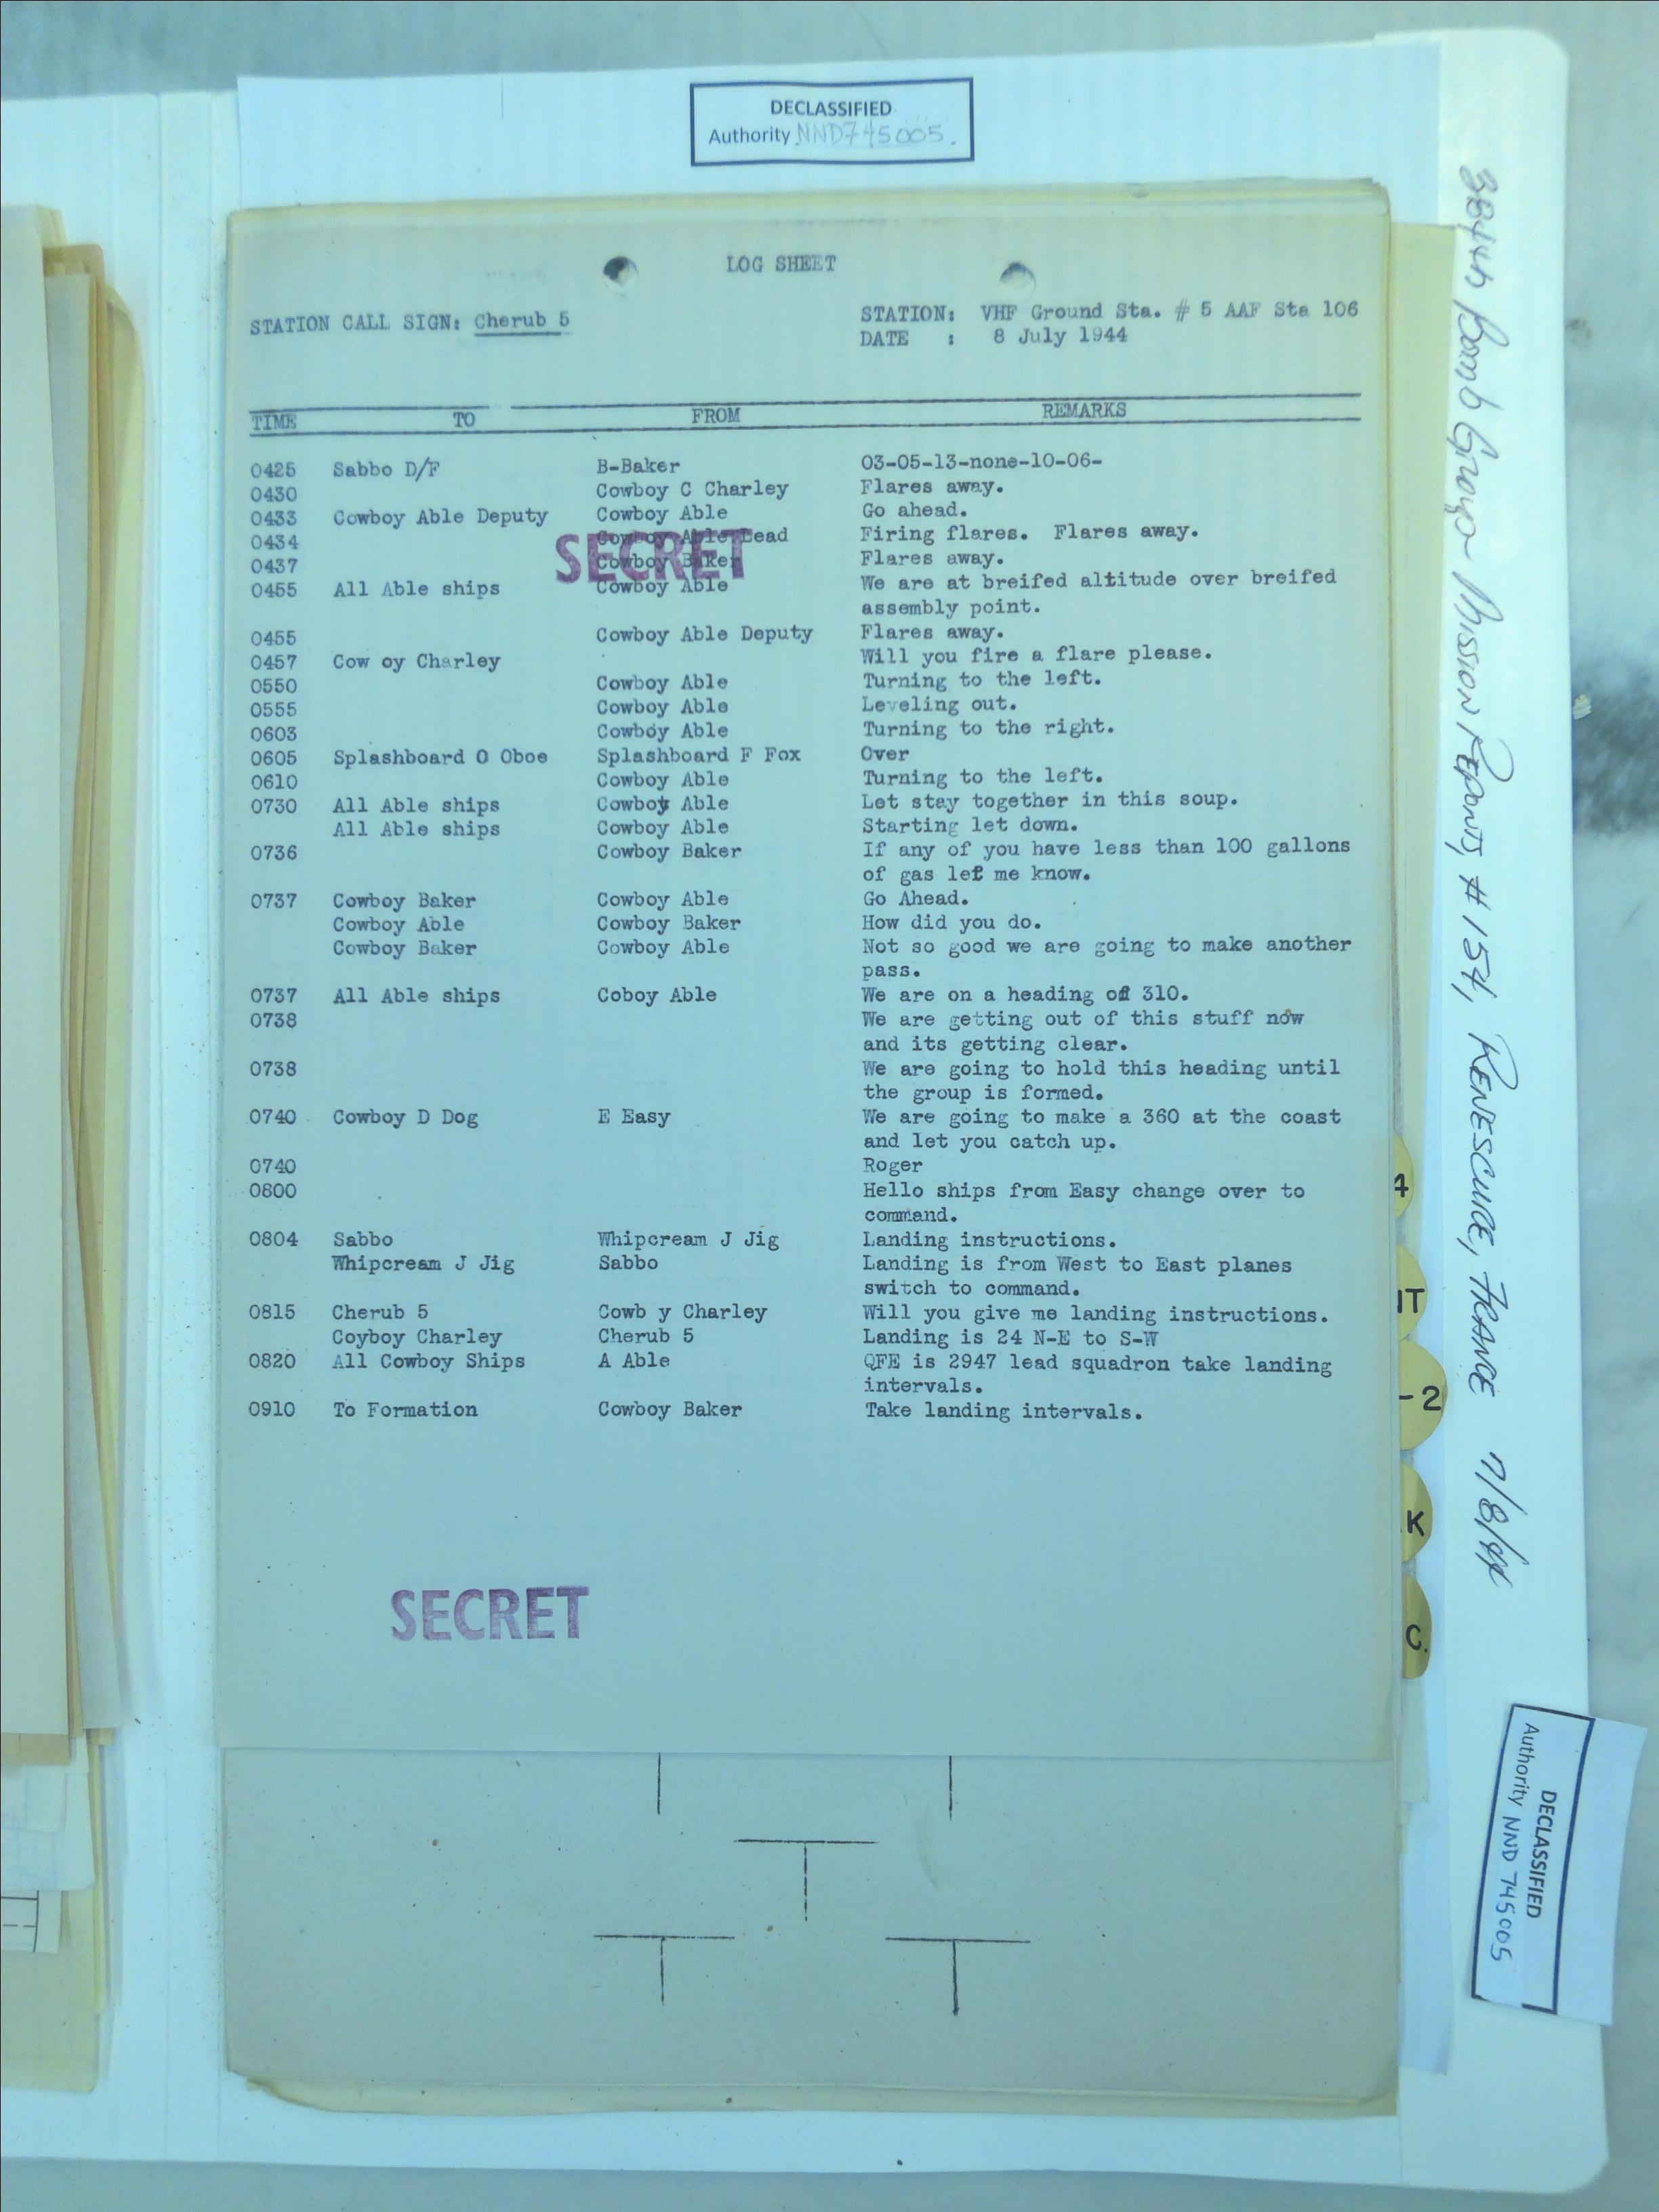 DECLASSIFIED
Authority NND745005.
LOG SHEET
STATION CALL SIGN: Cherub 5
STATION: VHF Ground Sta. # 5 AAF Sta 106
DATE : 8 July 1944
TIME TO FROM REMARKS
0425 Sabbo D/F B-Baker 03-05-13-none-10-06-
0430 Cowboy C Charley Flares away.
0433 Cowboy Able Deputy Cowboy Able Go ahead.
0434 Cowboy Able Lead Firing flares. Flares away.
SECRET
0437 Cowboy Baker Flares away.
0455 All Able ships Cowboy Able We are at breifed altitude over breifed
assembly point.
0455 Cowboy Able Deputy Flares away.
0457 Cow oy Charley Will you fire a flare please.
0550 Cowboy Able Turning to the left.
0555 Cowboy Able Leveling out.
0603 Cowboy Able Turning to the right.
0605 Splashboard O Oboe Splashboard F Fox Over
0610 Cowboy Able Turning to the left.
0730 All Able ships Cowboy Able Let stay together in this soup.
All Able ships Cowboy Able Starting let down.
0736 Cowboy Baker If any of you have less than 100 gallons
of gas let me know.
0737 Cowboy Baker Cowboy Able Go Ahead.
Cowboy Able Cowboy Baker How did you do.
Cowboy Baker Cowboy Able Not so good we are going to make another
pass.
0737 All Able ships Coboy Able We are on a heading of 310.
0738 We are getting out of this stuff now
and its getting clear.
0738 We are going to hold this heading until
the group is formed.
0740 Cowboy D Dog E Easy We are going to make a 360 at the coast
and let you catch up.
0740 Roger
0800 Hello ships from Easy change over to
command.
0804 Sabbo Whipcream J Jig Landing instructions.
Whipcream J Jig Sabbo Landing is from West to East planes
switch to command.
0815 Cherub 5 Cowb y Charley Will you give me landing instructions.
Coyboy Charley Cherub 5 Landing is 24 N-E to S-W
0820 All Cowboy Ships A Able QFE is 2947 lead squadron take landing
intervals.
0910 To Formation Cowboy Baker Take landing intervals.
SECRET
384th Bomb Group Mission Reports, # 154, RENESCURE, FRANCE 7/8/44
4
IT
-2
K
C.
DECLASSIFIED
Authority NND 745005